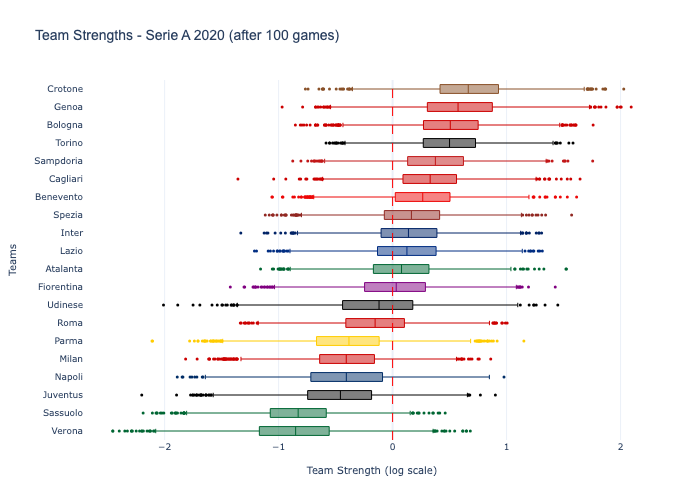 Team Strengths - Serie A 2020 (after 100 games)
Crotone
Genoa
Bologna
Torino
Sampdoria
Cagliari
Benevento
Spezia
Inter
Lazio
Atalanta
Fiorentina
Udinese
Roma
Parma
Milan
Napoli
Juventus
Sassuolo
Verona
Teams
−2 −1 0 1 2
Team Strength (log scale)